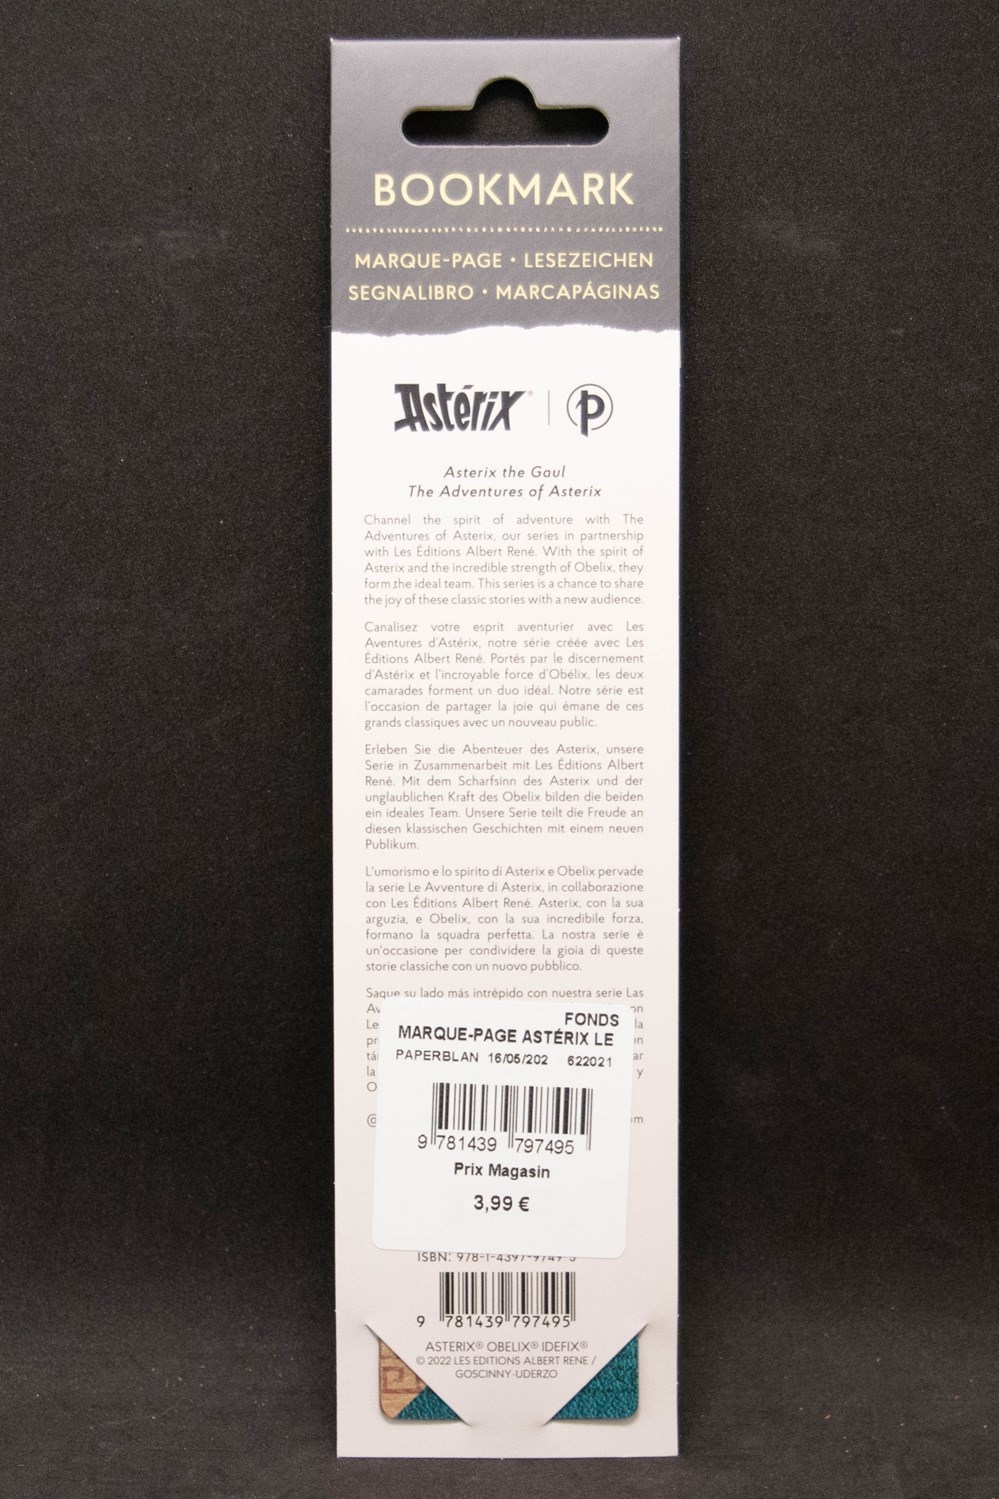 BOOKMARK
MARQUE-PAGE • LESEZEICHEN
SEGNALIBRO • MARCAPÁGINAS
Astérix® | p
Asterix the Gaul
The Adventures of Asterix
Channel the spirit of adventure with The
Adventures of Asterix, our series in partnership
with Les Éditions Albert René. With the spirit of
Asterix and the incredible strength of Obelix, they
form the ideal team. This series is a chance to share
the joy of these classic stories with a new audience.
Canalisez votre esprit aventurier avec Les
Aventures d'Astérix, notre série créée avec Les
Éditions Albert René. Portés par le discernement
d'Astérix et l'incroyable force d'Obélix, les deux
camarades forment un duo idéal. Notre série est
l'occasion de partager la joie qui émane de ces
grands classiques avec un nouveau public.
Erleben Sie die Abenteuer des Asterix, unsere
Serie in Zusammenarbeit mit Les Éditions Albert
René. Mit dem Scharfsinn des Asterix und der
unglaublichen Kraft des Obelix bilden die beiden
ein ideales Team. Unsere Serie teilt die Freude an
diesen klassischen Geschichten mit einem neuen
Publikum.
L'umorismo e lo spirito di Asterix e Obelix pervade
la serie Le Avventure di Asterix, in collaborazione
con Les Éditions Albert René. Asterix, con la sua
arguzia, e Obelix, con la sua incredibile forza,
formano la squadra perfetta. La nostra serie è
un'occasione per condividere la gioia di queste
storie classiche con un nuovo pubblico.
Saque su lado más intrépido con nuestra serie Las
FONDS
MARQUE-PAGE ASTÉRIX LE
PAPERBLAN 16/06/202 622021
9 781439 797495
Prix Magasin
3,99 €
ISBN: 978-1-4397-9749-5
9 781439 797495
ASTERIX® OBELIX® IDEFIX®
© 2022 LES EDITIONS ALBERT RENE /
GOSCINNY-UDERZO